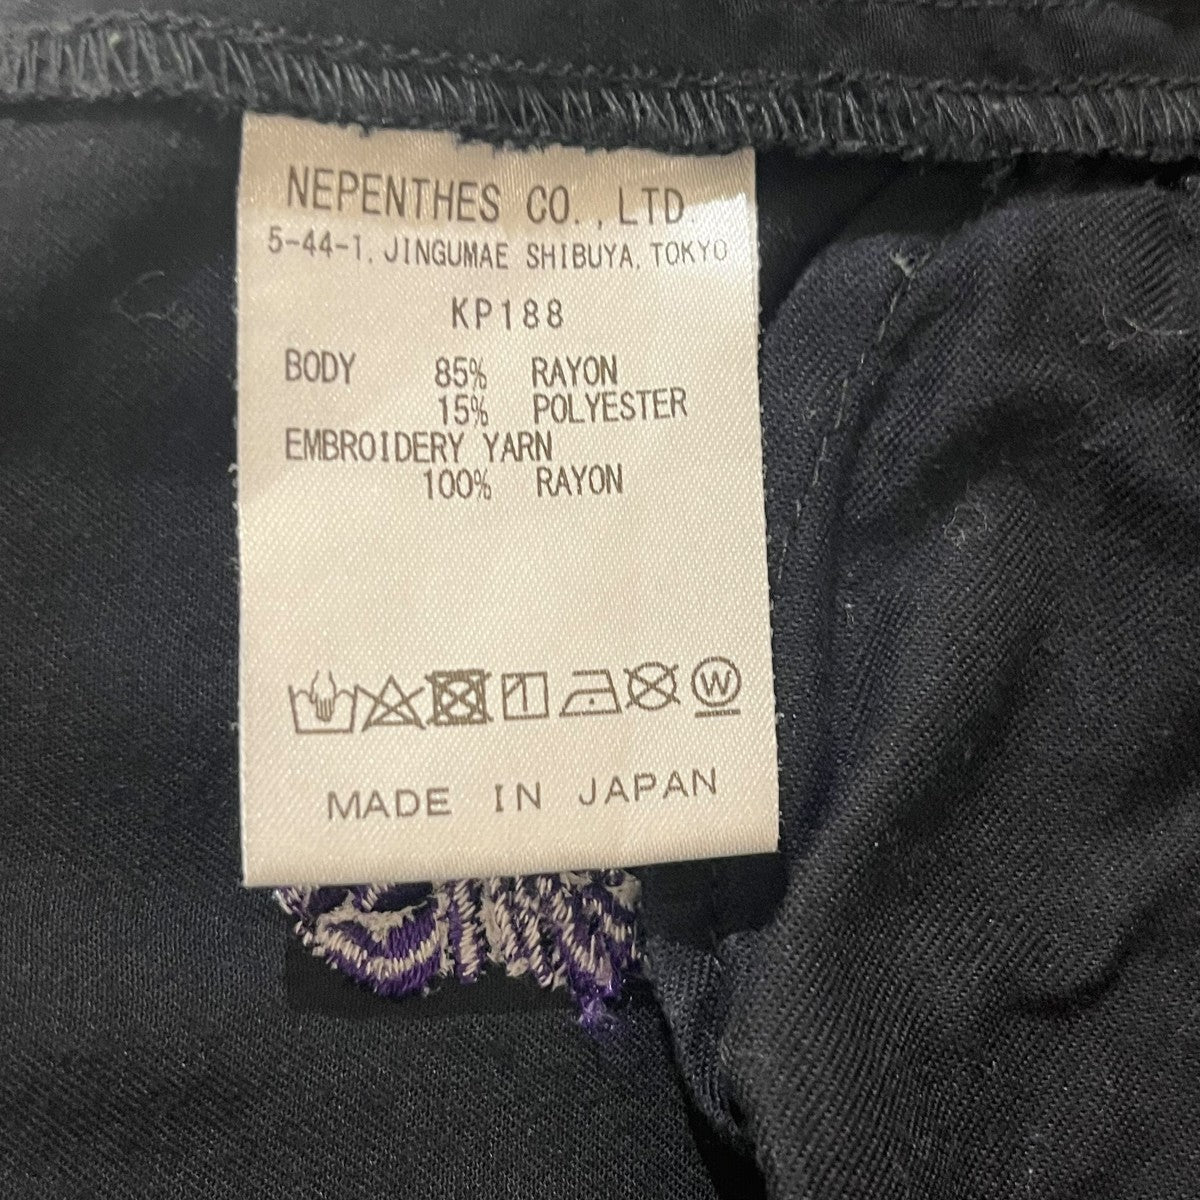 NEPENTHES CO.,LTD.
5-44-1, JINGUMAE SHIBUYA, TOKYO
KP188
BODY 85% RAYON
15% POLYESTER
EMBROIDERY YARN
100% RAYON
W
MADE IN JAPAN